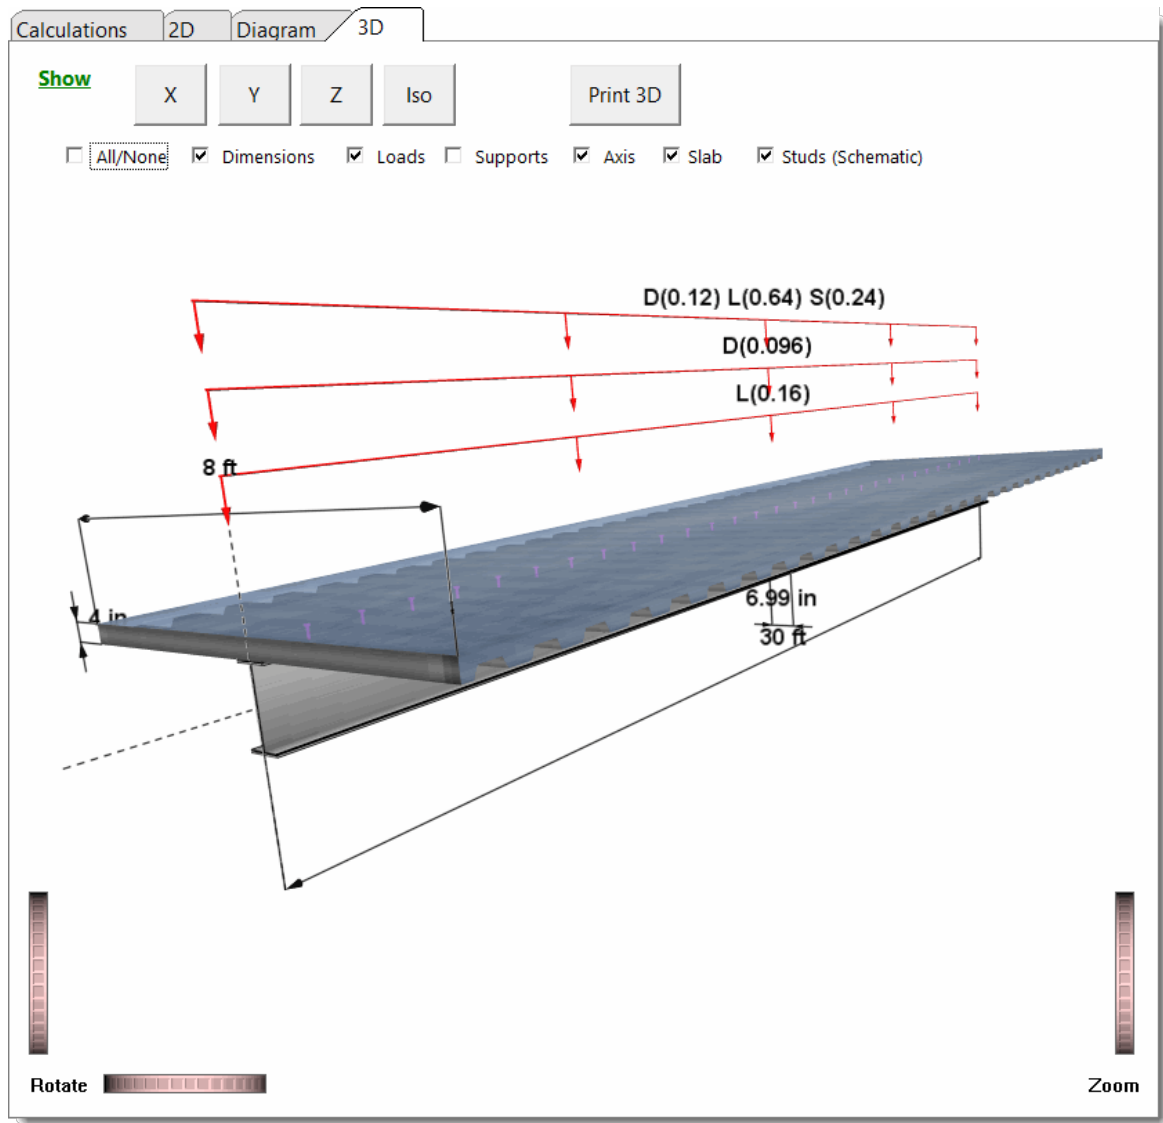 Calculations 2D Diagram 3D
Show X Y Z Iso Print 3D
All/None Dimensions Loads Supports Axis Slab Studs (Schematic)
D(0.12) L(0.64) S(0.24)
D(0.096)
L(0.16)
8 ft
4 in
6.99 in
30 ft
Rotate Zoom